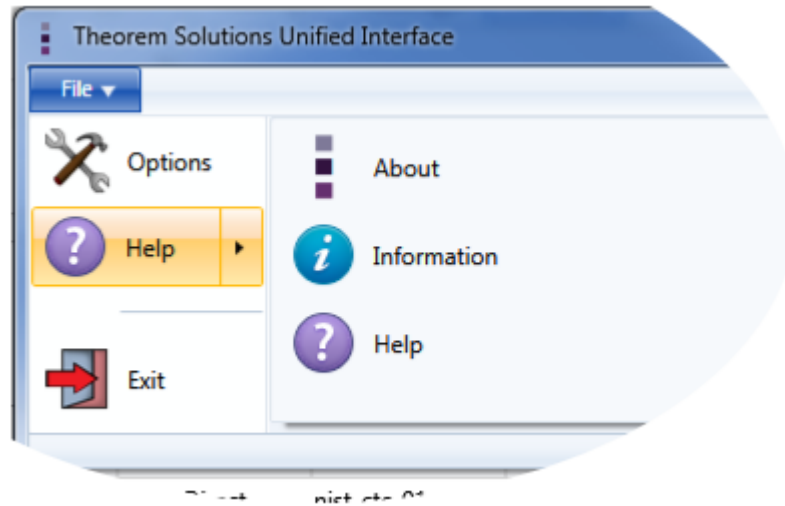 Theorem Solutions Unified Interface
File
Options
Help
Exit
About
Information
Help